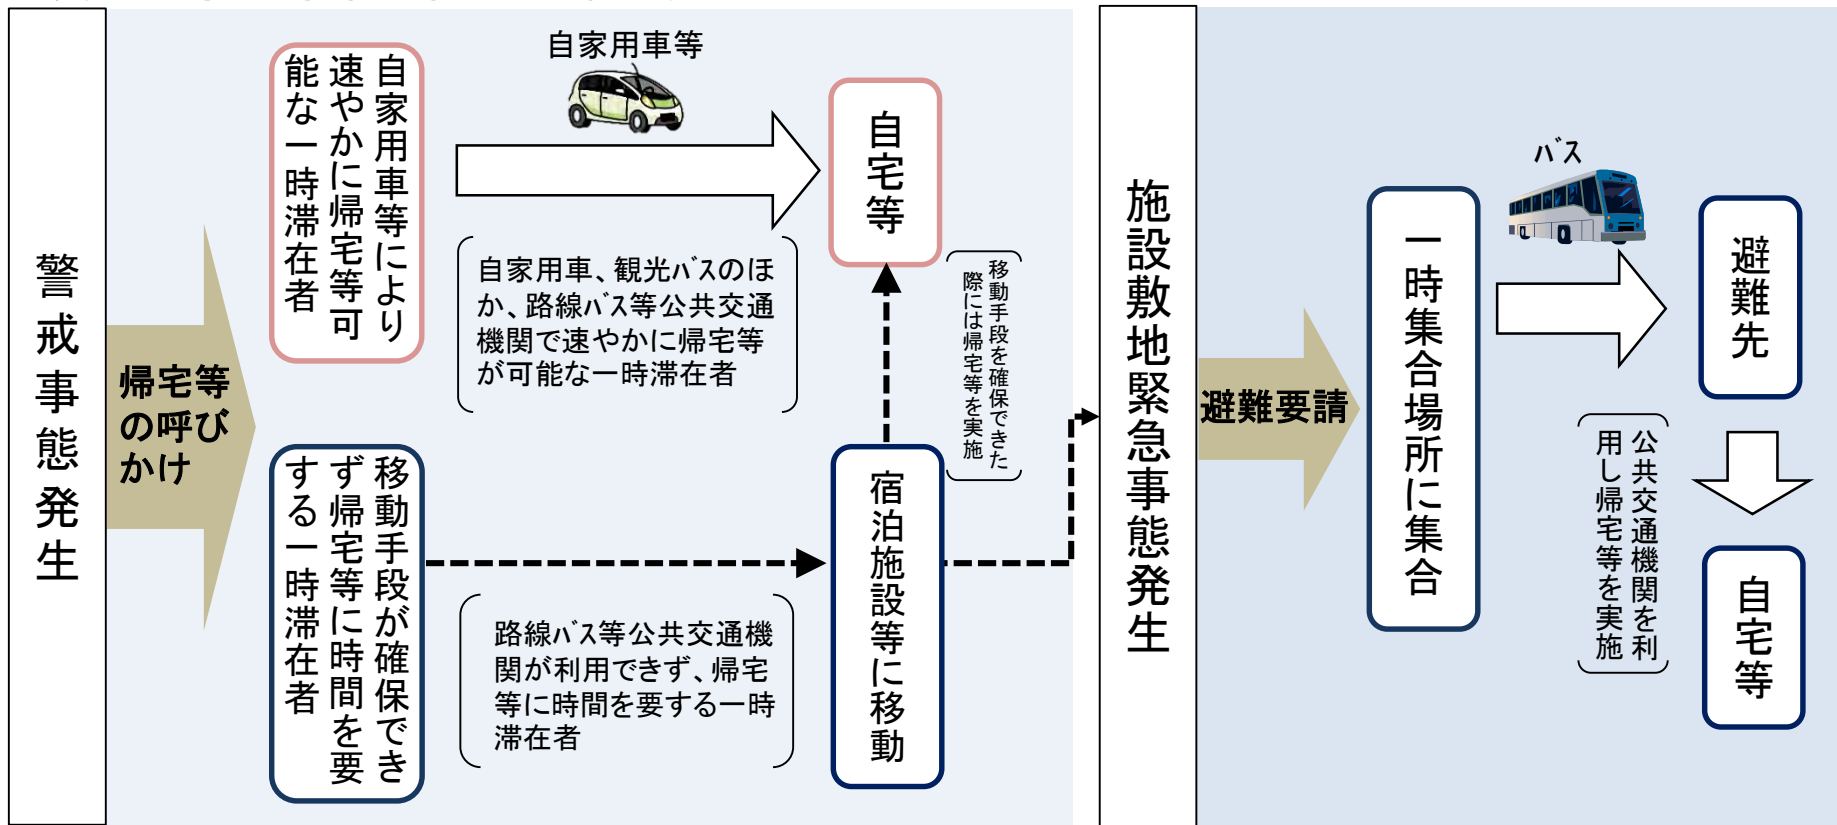 警戒事態発生
帰宅等
の呼び
かけ
自家用車等により
速やかに帰宅等可
能な一時滞在者
自家用車等
自宅等
自家用車、観光バスのほ
か、路線バス等公共交通
機関で速やかに帰宅等
が可能な一時滞在者
移動手段を確保できた
際には帰宅等を実施
移動手段が確保でき
ず帰宅等に時間を要
する一時滞在者
路線バス等公共交通機
関が利用できず、帰宅
等に時間を要する一時
滞在者
宿泊施設等に移動
施設敷地緊急事態発生
避難要請
一時集合場所に集合
バス
避難先
公共交通機関を利
用し帰宅等を実施
自宅等